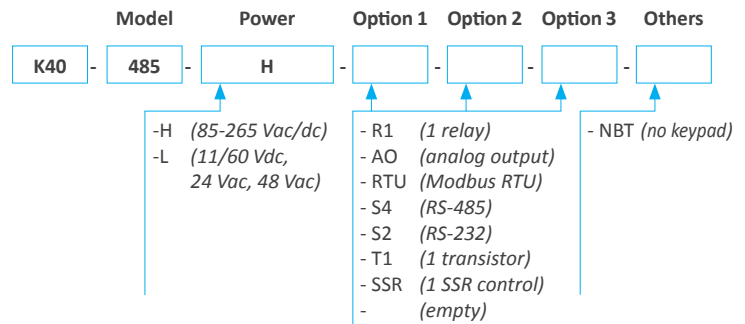 Model Power Option 1 Option 2 Option 3 Others
K40 - 485 - H - - - -
-H (85-265 Vac/dc)
-L (11/60 Vdc,
24 Vac, 48 Vac)
- R1 (1 relay)
- AO (analog output)
- RTU (Modbus RTU)
- S4 (RS-485)
- S2 (RS-232)
- T1 (1 transistor)
- SSR (1 SSR control)
- (empty)
- NBT (no keypad)